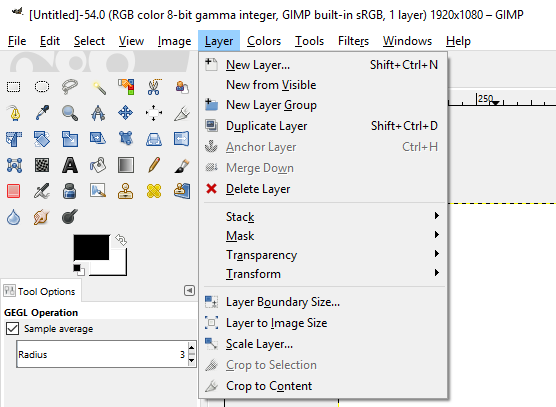 [Untitled]-54.0 (RGB color 8-bit gamma integer, GIMP built-in sRGB, 1 layer) 1920x1080 – GIMP
File Edit Select View Image Layer Colors Tools Filters Windows Help
New Layer... Shift+Ctrl+N
New from Visible
250
New Layer Group
Duplicate Layer Shift+Ctrl+D
Anchor Layer Ctrl+H
Merge Down
Delete Layer
Stack
Mask
Transparency
Transform
Layer Boundary Size...
Layer to Image Size
Scale Layer...
Crop to Selection
Crop to Content
Tool Options
GEGL Operation
Sample average
Radius 3